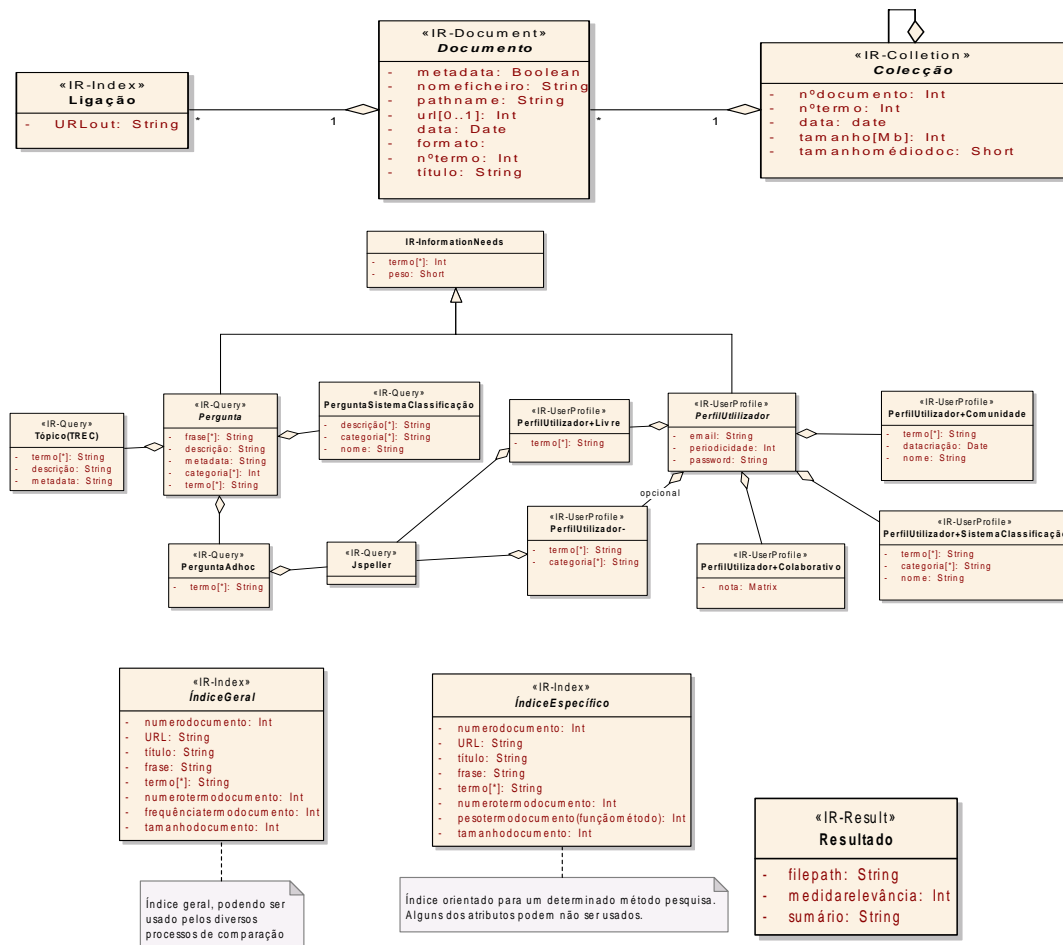 «IR-Index»
Ligação
- URLout: String
*
1
«IR-Document»
Documento
- metadata: Boolean
- nomeficheiro: String
- pathname: String
- url[0..1]: Int
- data: Date
- formato:
- nºtermo: Int
- título: String
*
1
«IR-Colletion»
Colecção
- nºdocumento: Int
- nºtermo: Int
- data: date
- tamanho[Mb]: Int
- tamanhomédiodoc: Short
IR-InformationNeeds
- termo[*]: Int
- peso: Short
«IR-Query»
Tópico(TREC)
- termo[*]: String
- descrição: String
- metadata: String
«IR-Query»
Pergunta
- frase[*]: String
- descrição: String
- metadata: String
- categoria[*]: Int
- termo[*]: String
«IR-Query»
PerguntaSistemaClassificação
- descrição[*]: String
- categoria[*]: String
- nome: String
«IR-UserProfile»
PerfilUtilizador+Livre
- termo[*]: String
«IR-UserProfile»
PerfilUtlilizador
- email: String
- periodicidade: Int
- password: String
«IR-UserProfile»
PerfilUtilizador+Comunidade
- termo[*]: String
- datacriação: Date
- nome: String
opcional
«IR-Query»
PerguntaAdhoc
- termo[*]: String
«IR-Query»
Jspeller
«IR-UserProfile»
PerfilUtilizador-
- termo[*]: String
- categoria[*]: String
«IR-UserProfile»
PerfilUtilizador+Colaborativo
- nota: Matrix
«IR-UserProfile»
PerfilUtilizador+SistemaClassificação
- termo[*]: String
- categoria[*]: String
- nome: String
«IR-Index»
ÍndiceGeral
- numerodocumento: Int
- URL: String
- título: String
- frase: String
- termo[*]: String
- numerotermodocumento: Int
- frequênciatermodocumento: Int
- tamanhodocumento: Int
Índice geral, podendo ser
usado pelos diversos
processos de comparação
«IR-Index»
ÍndiceEspecífico
- numerodocumento: Int
- URL: String
- título: String
- frase: String
- termo[*]: String
- numerotermodocumento: Int
- pesotermodocumento(funçãométodo): Int
- tamanhodocumento: Int
Índice orientado para um determinado método pesquisa.
Alguns dos atributos podem não ser usados.
«IR-Result»
Resultado
- filepath: String
- medidarelevância: Int
- sumário: String